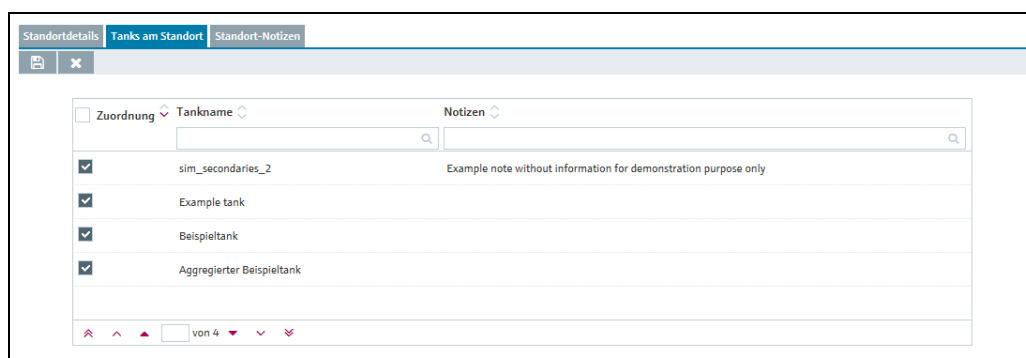 Standortdetails Tanks am Standort Standort-Notizen
Zuordnung Tankname Notizen
sim_secondaries_2 Example note without information for demonstration purpose only
Example tank
Beispieltank
Aggregierter Beispieltank
von 4